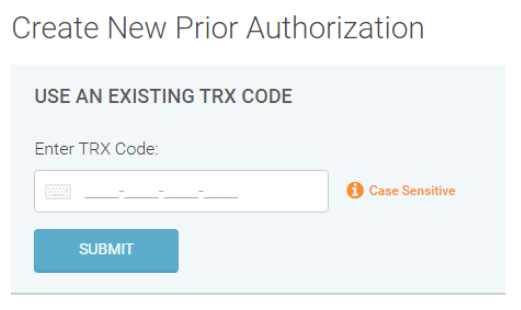 Create New Prior Authorization
USE AN EXISTING TRX CODE
Enter TRX Code:
____-____-____-____
Case Sensitive
SUBMIT